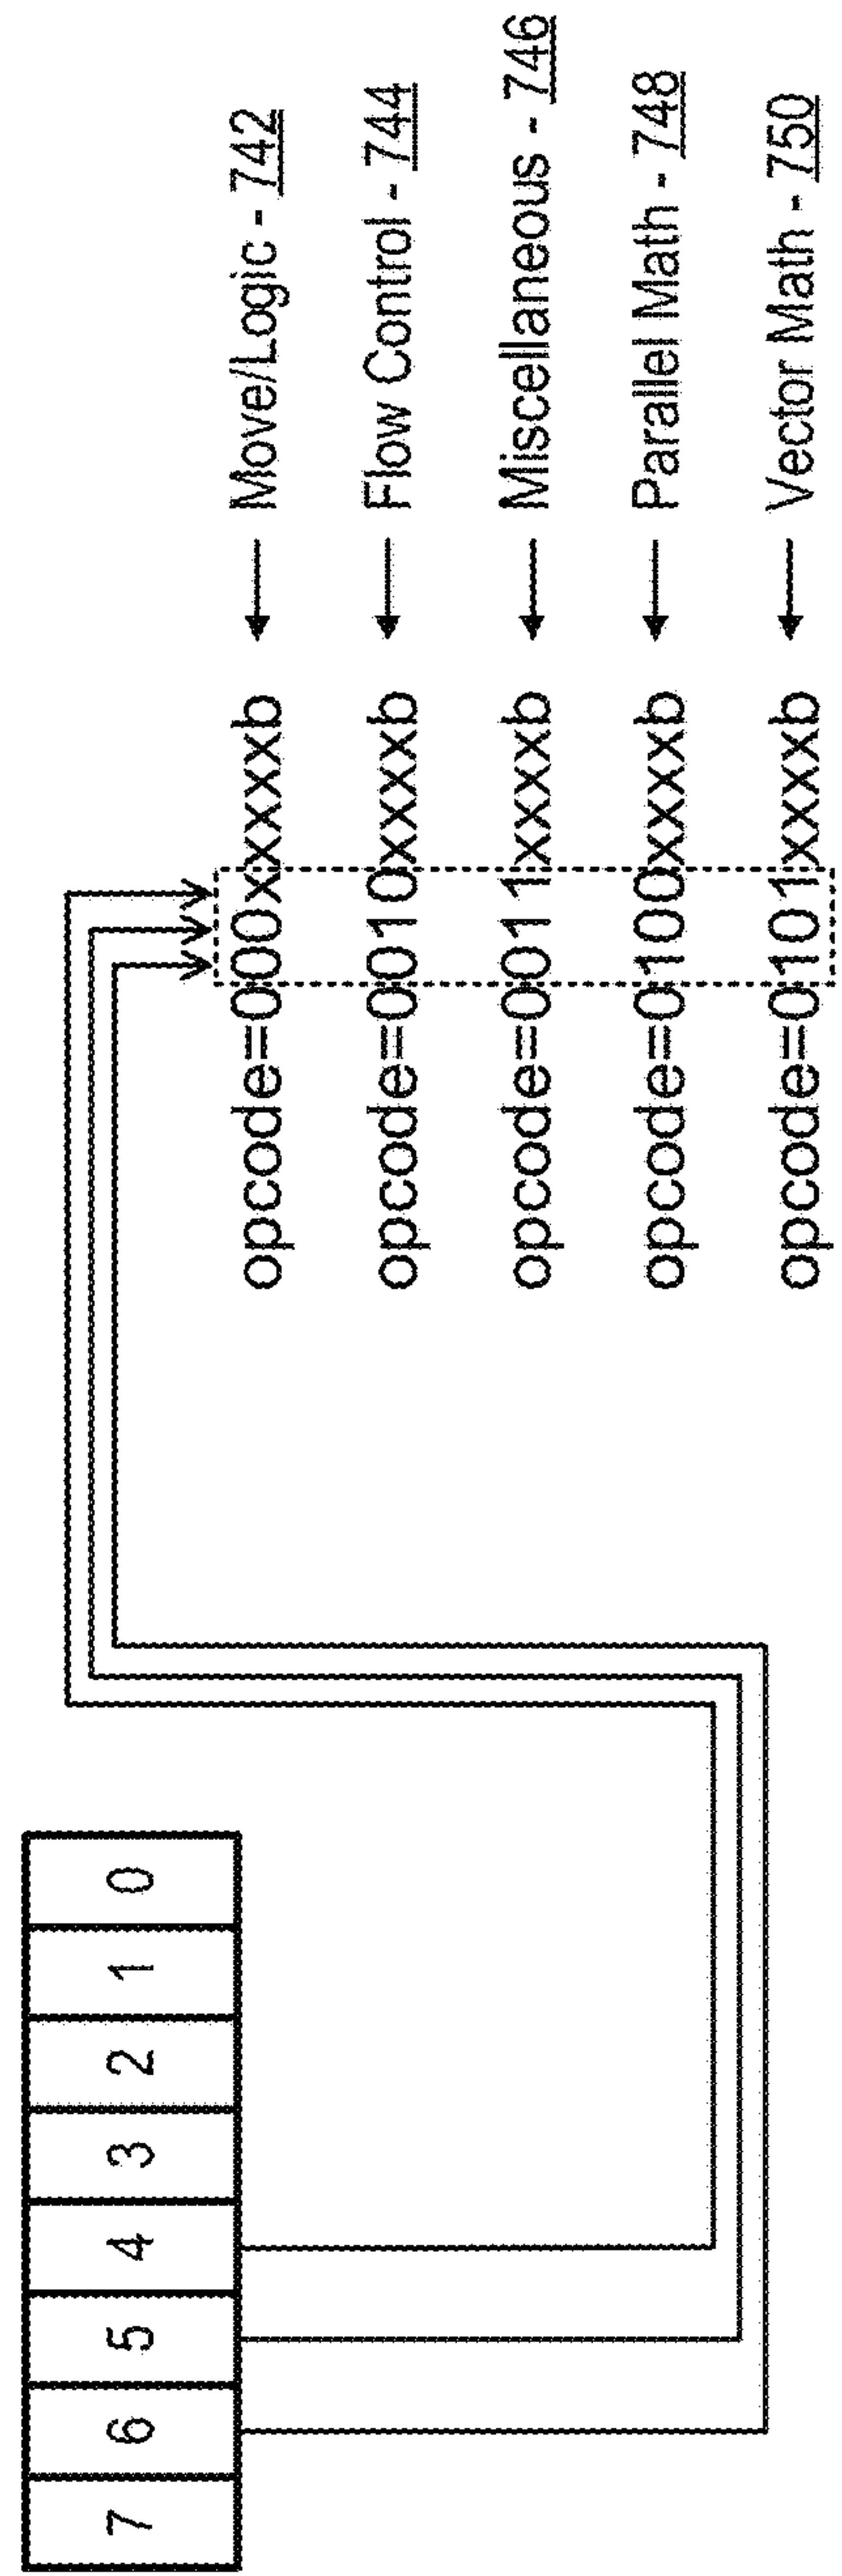 7 6 5 4 3 2 1 0
opcode=000xxxxxb Move/Logic - 742
opcode=0010xxxxb Flow Control - 744
opcode=0011xxxxb Miscellaneous - 746
opcode=0100xxxxb Parallel Math - 748
opcode=0101xxxxb Vector Math - 750